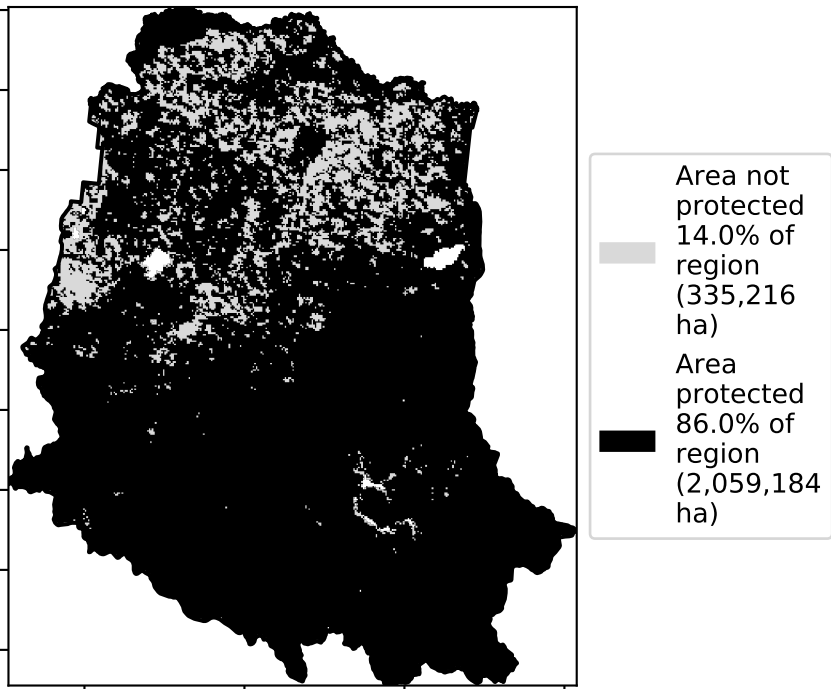 Area not
protected
14.0% of
region
(335,216
ha)
Area
protected
86.0% of
region
(2,059,184
ha)